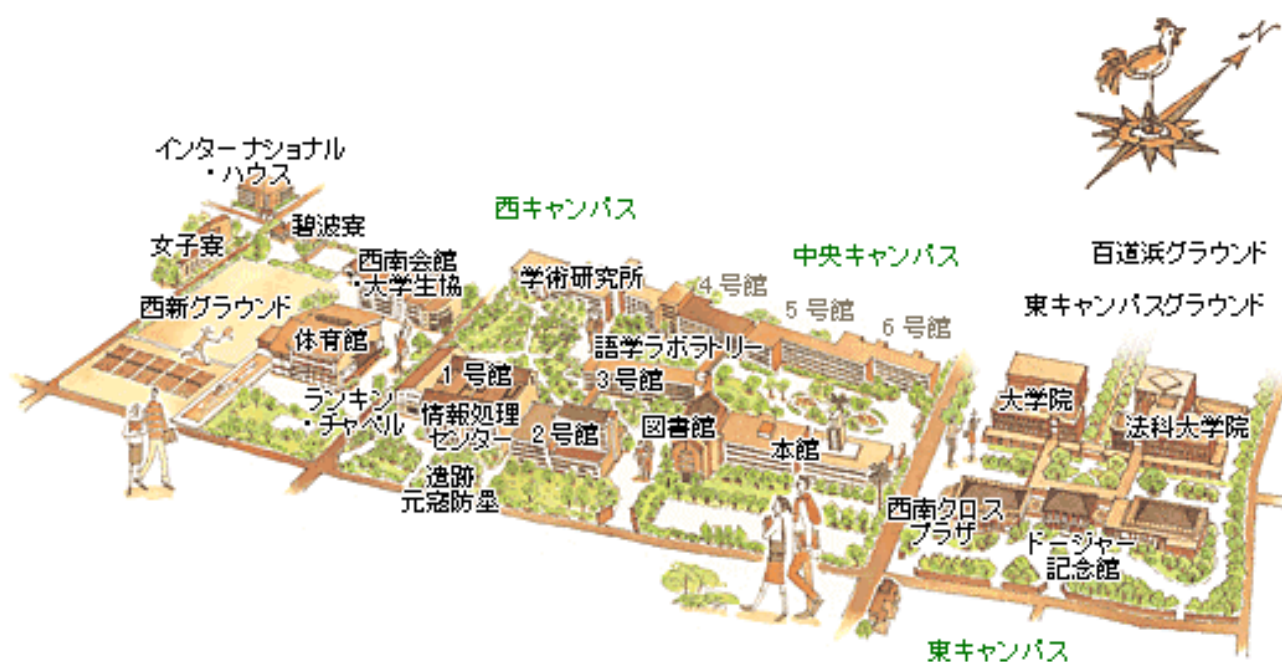 N
インターナショナル
・ハウス
碧波寮
女子寮
西キャンパス
西南会館
・大学生協
学術研究所
中央キャンパス
百道浜グラウンド
4号館
西新グラウンド
5号館
東キャンパスグラウンド
体育館
語学ラボラトリー
6号館
1号館
3号館
ランキン
・チャペル
大学院
情報処理
センター
2号館
図書館
本館
法科大学院
遺跡
元寇防塁
西南クロス
プラザ
ドージャー
記念館
東キャンパス